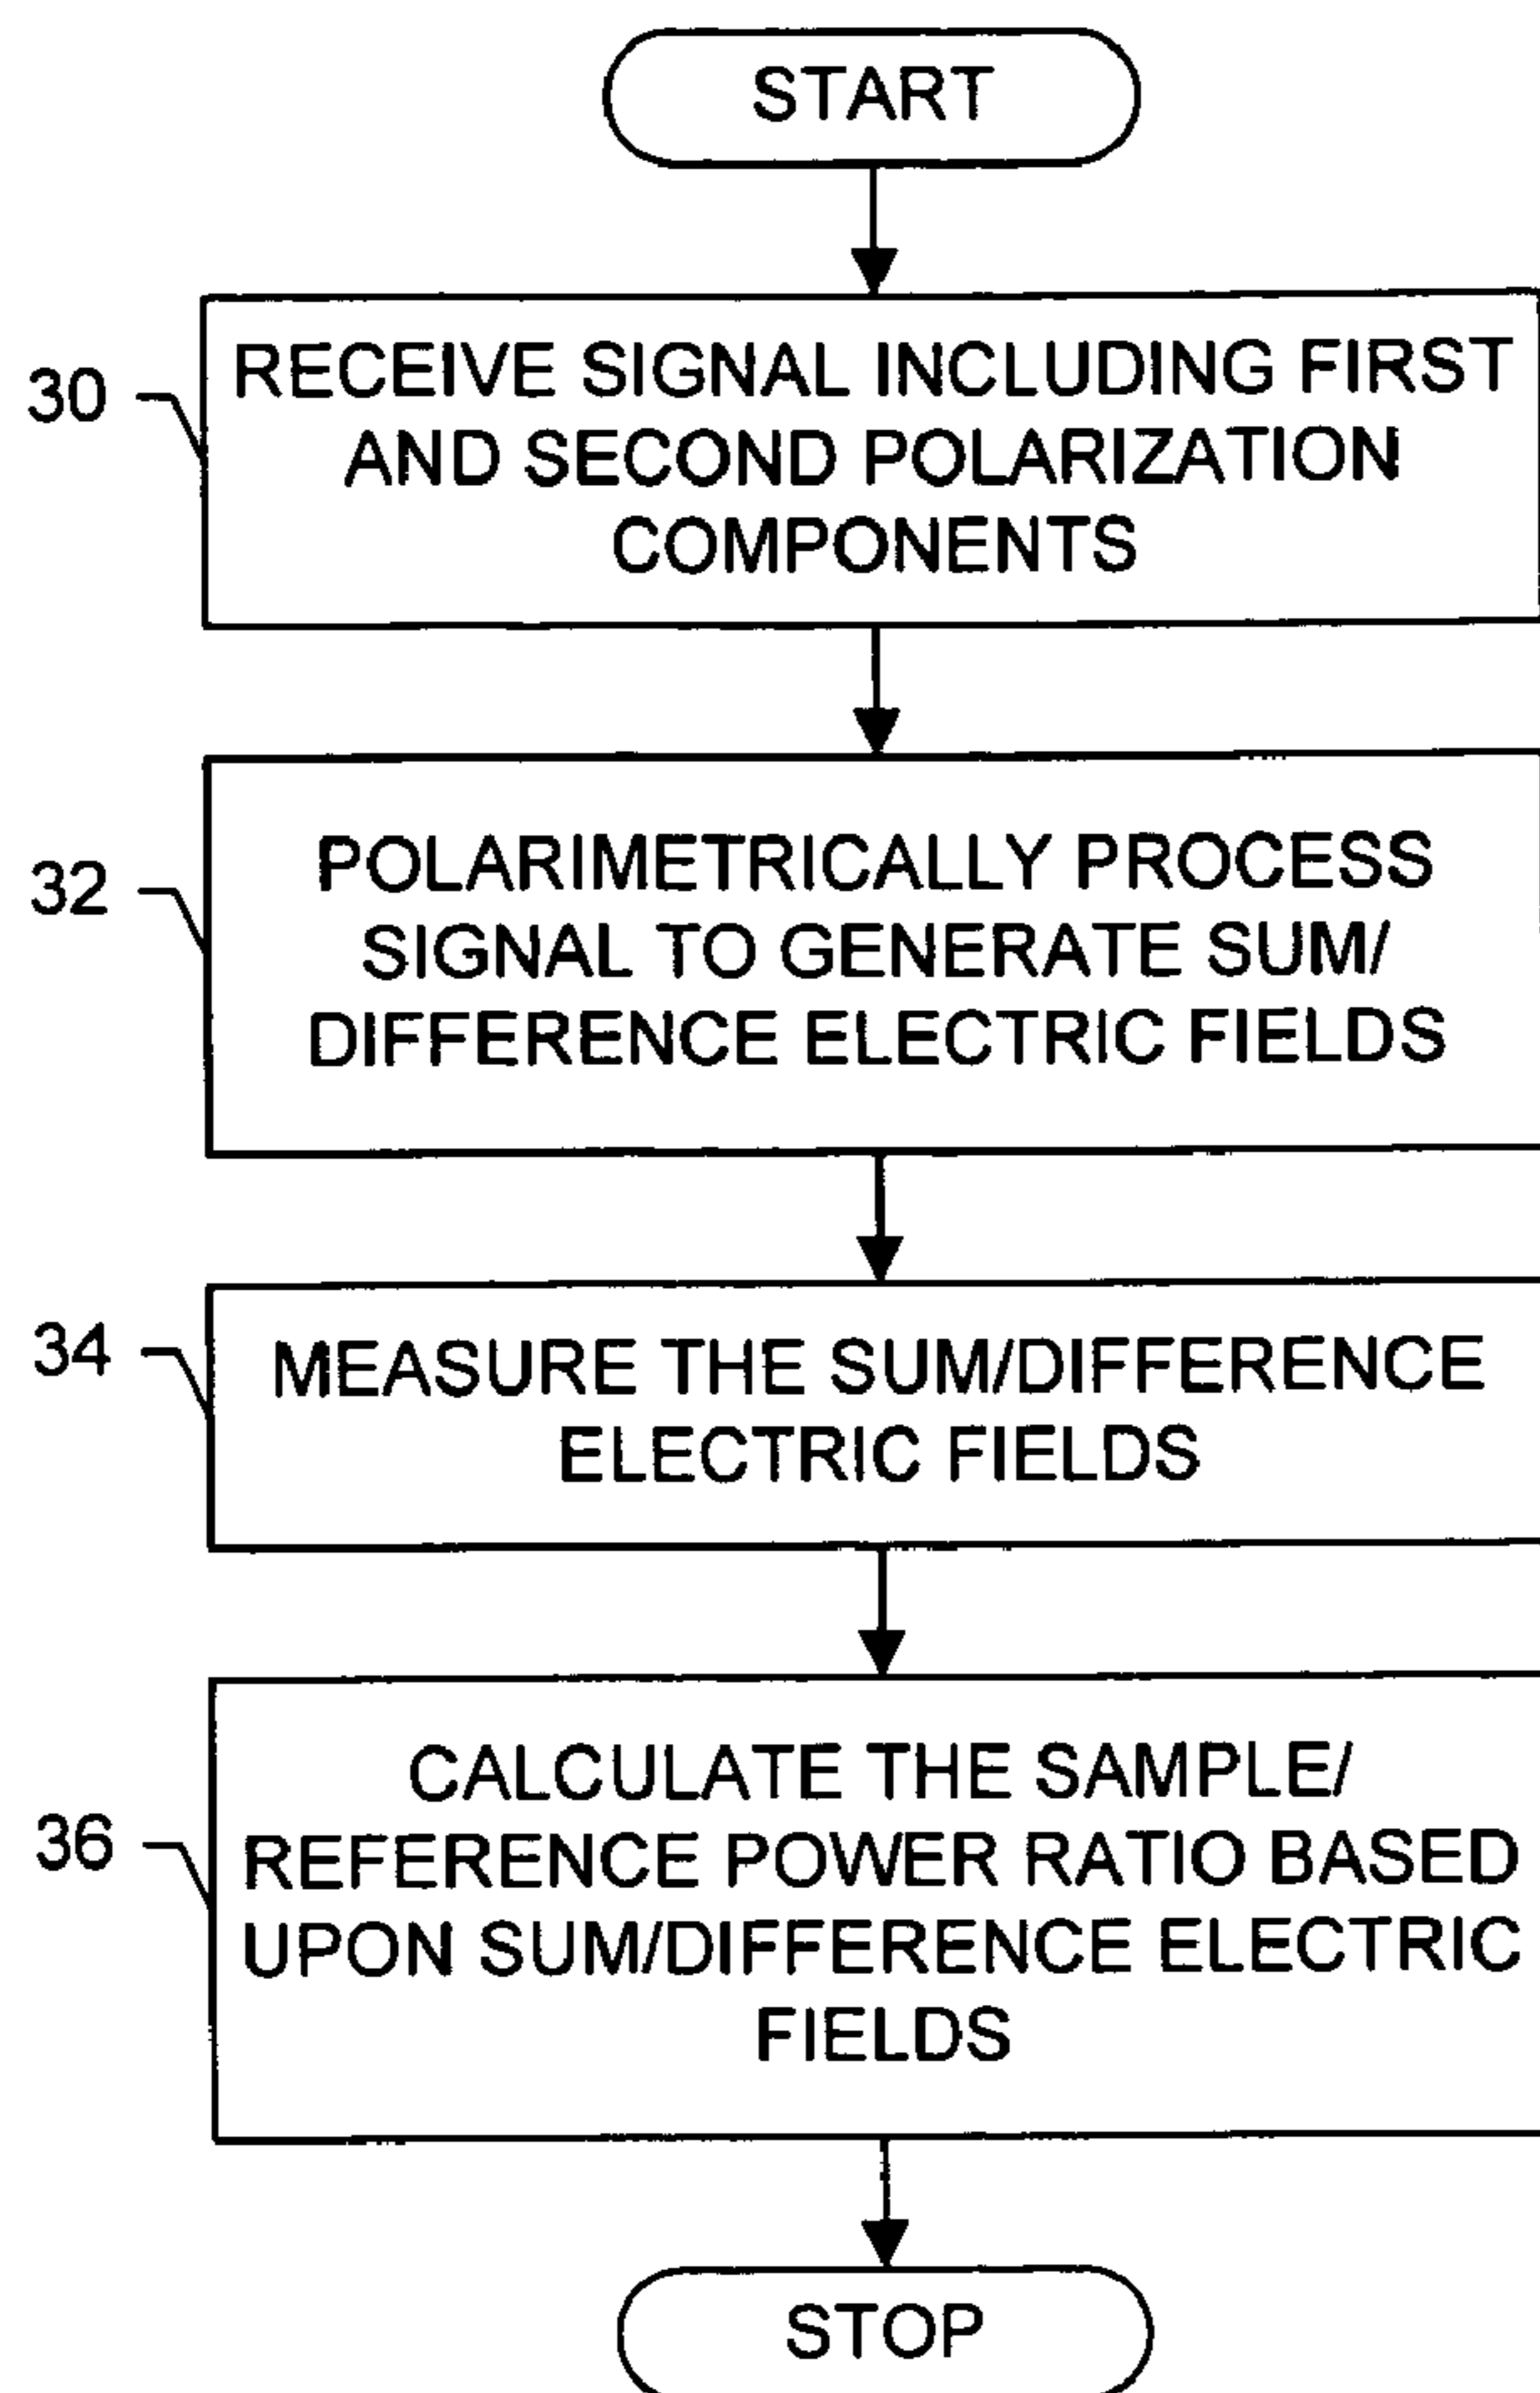 START
30
RECEIVE SIGNAL INCLUDING FIRST
AND SECOND POLARIZATION
COMPONENTS
32
POLARIMETRICALLY PROCESS
SIGNAL TO GENERATE SUM/
DIFFERENCE ELECTRIC FIELDS
34
MEASURE THE SUM/DIFFERENCE
ELECTRIC FIELDS
36
CALCULATE THE SAMPLE/
REFERENCE POWER RATIO BASED
UPON SUM/DIFFERENCE ELECTRIC
FIELDS
STOP